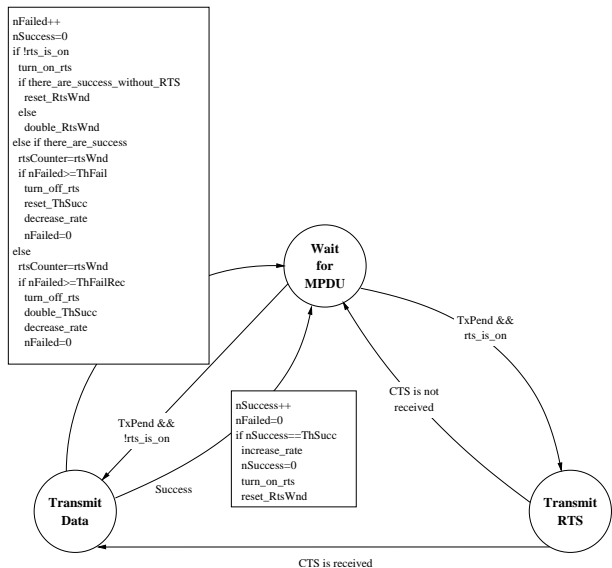 nFailed++
nSuccess=0
if !rts_is_on
turn_on_rts
if there_are_success_without_RTS
reset_RtsWnd
else
double_RtsWnd
else if there_are_success
rtsCounter=rtsWnd
if nFailed>=ThFail
turn_off_rts
reset_ThSucc
decrease_rate
nFailed=0
else
rtsCounter=rtsWnd
if nFailed>=ThFailRec
turn_off_rts
double_ThSucc
decrease_rate
nFailed=0
Wait
for
MPDU
TxPend &&
rts_is_on
CTS is not
received
TxPend &&
!rts_is_on
nSuccess++
nFailed=0
if nSuccess==ThSucc
increase_rate
nSuccess=0
turn_on_rts
reset_RtsWnd
Success
Transmit
Data
Transmit
RTS
CTS is received